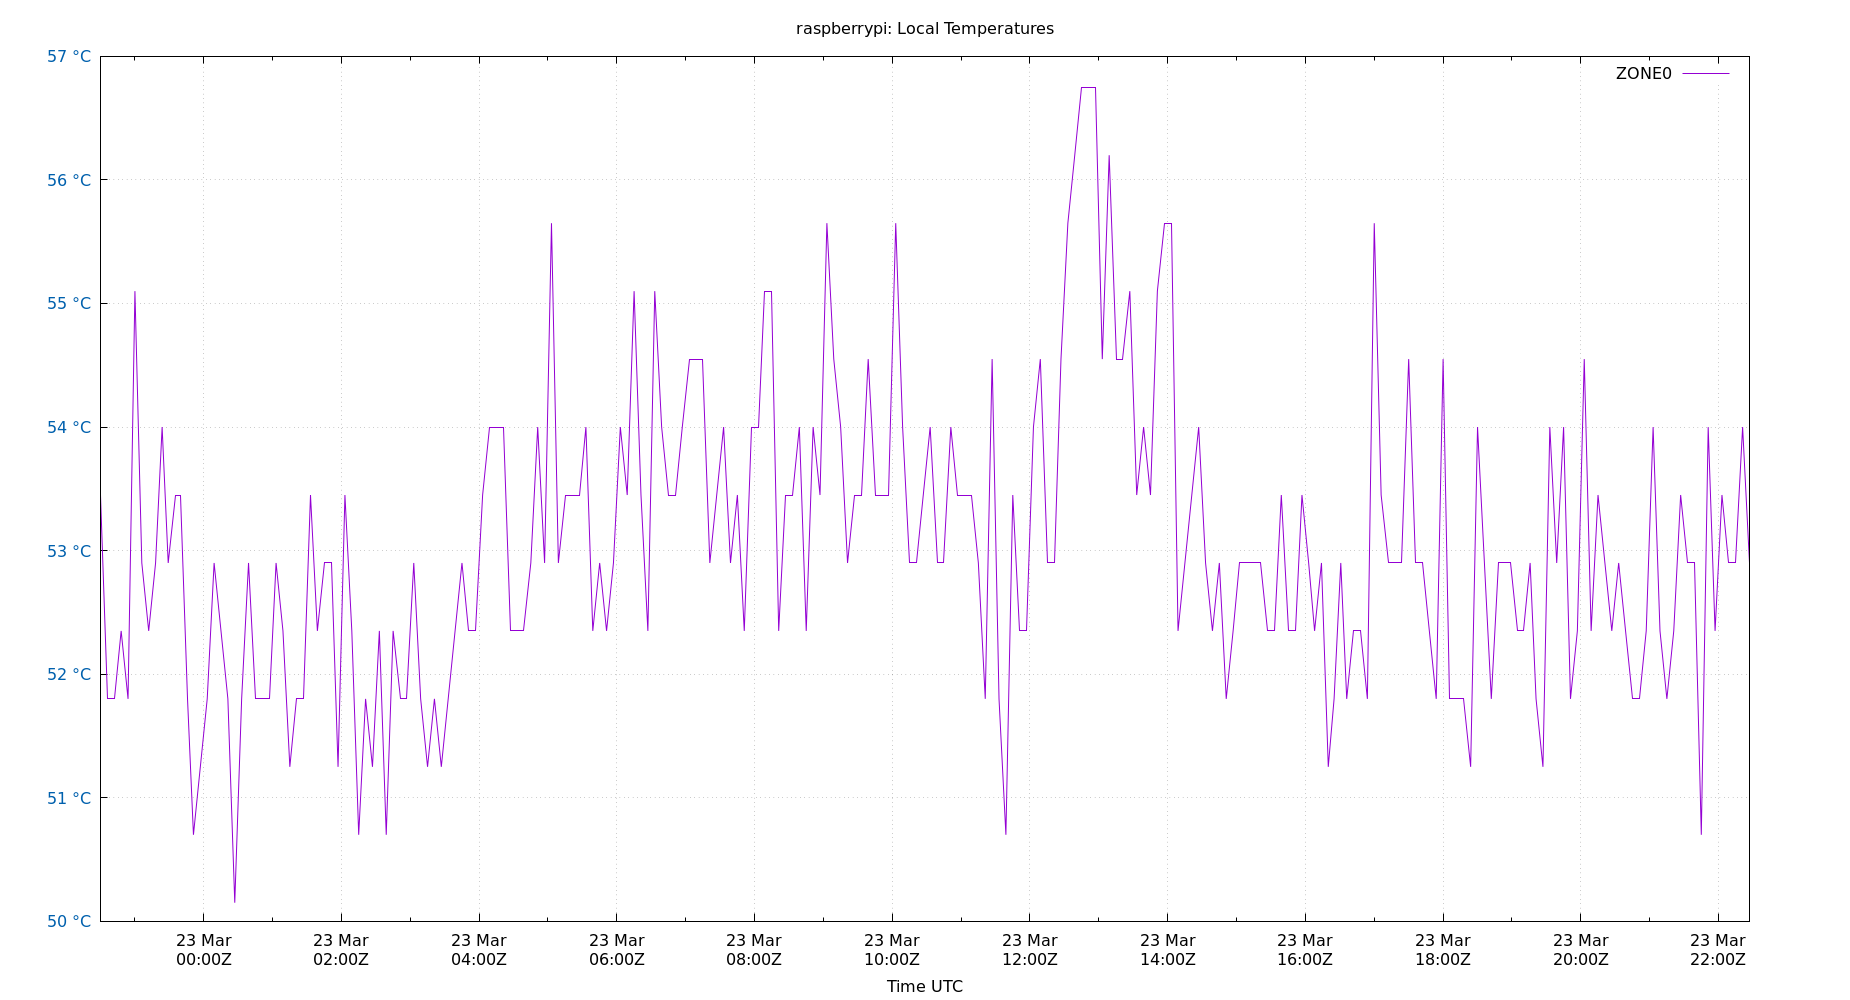 raspberrypi: Local Temperatures
57 °C
ZONE0
56 °C
55 °C
54 °C
53 °C
52 °C
51 °C
50 °C
23 Mar 23 Mar 23 Mar 23 Mar 23 Mar 23 Mar 23 Mar 23 Mar 23 Mar 23 Mar 23 Mar 23 Mar
00:00Z 02:00Z 04:00Z 06:00Z 08:00Z 10:00Z 12:00Z 14:00Z 16:00Z 18:00Z 20:00Z 22:00Z
Time UTC